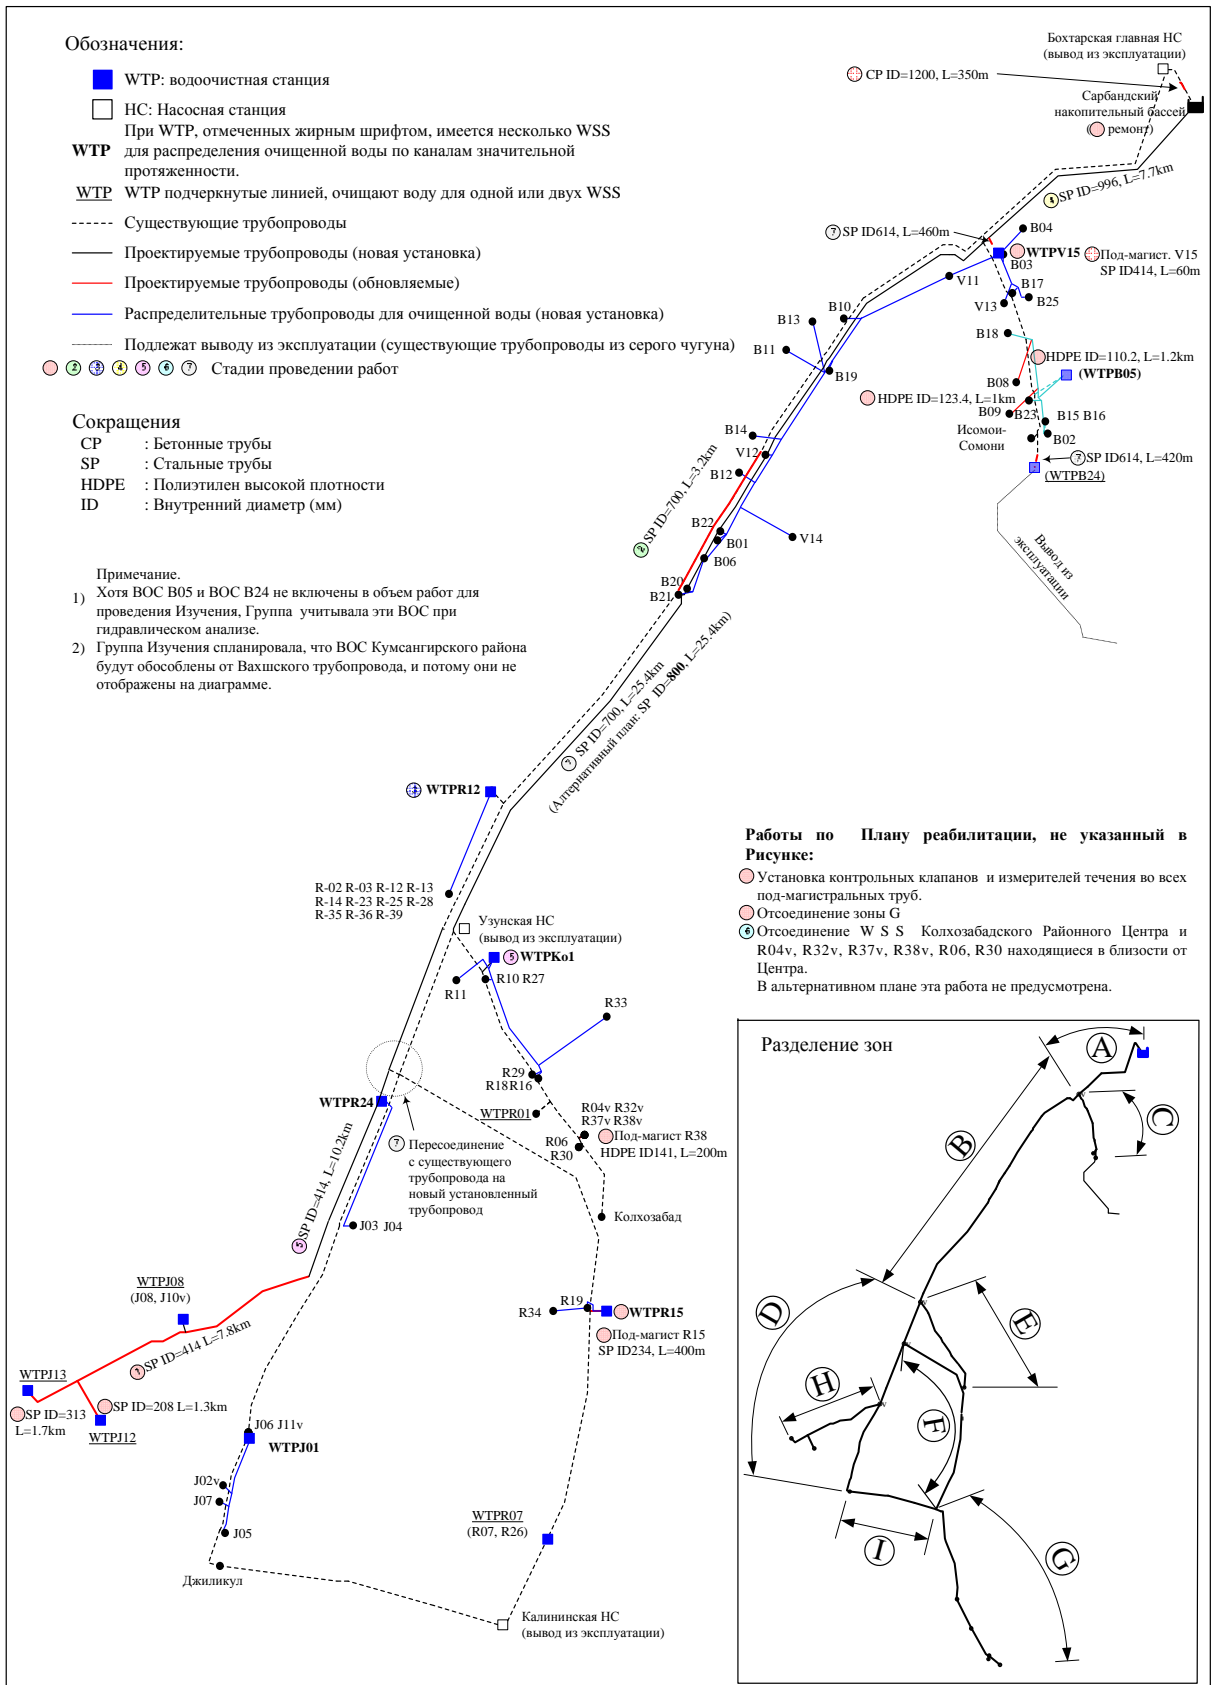 Обозначения:
WTP: водоочистная станция
НС: Насосная станция
При WTP, отмеченных жирным шрифтом, имеется несколько WSS
WTP для распределения очищенной воды по каналам значительной
протяженности.
WTP WTP подчеркнутые линией, очищают воду для одной или двух WSS
Существующие трубопроводы
Проектируемые трубопроводы (новая установка)
Проектируемые трубопроводы (обновляемые)
Распределительные трубопроводы для очищенной воды (новая установка)
Подлежат выводу из эксплуатации (существующие трубопроводы из серого чугуна)
2 4 5 6 7 Стадии проведении работ
Сокращения
CP : Бетонные трубы
SP : Стальные трубы
HDPE : Полиэтилен высокой плотности
ID : Внутренний диаметр (мм)
Примечание.
1) Хотя ВОС В05 и ВОС В24 не включены в объем работ для
проведения Изучения, Группа учитывала эти ВОС при
гидравлическом анализе.
2) Группа Изучения спланировала, что ВОС Кумсангирского района
будут обособлены от Вахшского трубопровода, и потому они не
отображены на диаграмме.
Бохтарская главная НС
(вывод из эксплуатации)
CP ID=1200, L=350m
Сарбандский
накопительный бассей
( ремонт)
4 SP ID=996, L=7.7km
B04
7 SP ID614, L=460m
B03
WTPV15
Под-магист. V15
SP ID414, L=60m
V11
B17
V13
B25
B10
B13
B18
B11
HDPE ID=110.2, L=1.2km
B19
(WTPB05)
B08
HDPE ID=123.4, L=1km
B23
B09
B15 B16
Исомои-
Сомони
B02
B14
V12
7 SP ID614, L=420m
B12
(WTPB24)
2 SP ID=700, L=3.2km
B22
B01
V14
B06
Вывод из
эксплуатации
B20
B21
7 SP ID=700, L=25.4km
(Алтернативный план: SP ID=800, L=25.4km)
WTPR12
R-02 R-03 R-12 R-13
R-14 R-23 R-25 R-28
R-35 R-36 R-39
Узунская НС
(вывод из эксплуатации)
5 WTPKo1
R11
R10 R27
R33
R29
R18R16
WTPR24
WTPR01
R04v R32v
R37v R38v
R06
R30
Под-магист R38
HDPE ID141, L=200m
7 Пересоединение
с существующего
трубопровода на
новый установленный
трубопровод
Колхозабад
5 SP ID=414, L=10.2km
J03 J04
WTPJ08
(J08, J10v)
R19
R34
WTPR15
Под-магист R15
SP ID234, L=400m
SP ID=414 L=7.8km
WTPJ13
SP ID=313
L=1.7km
SP ID=208 L=1.3km
WTPJ12
J06 J11v
WTPJ01
J02v
J07
J05
WTPR07
(R07, R26)
Джиликул
Калининская НС
(вывод из эксплуатации)
Работы по Плану реабилитации, не указанный в
Рисунке:
Установка контрольных клапанов и измерителей течения во всех
под-магистральных труб.
Отсоединение зоны G
6 Отсоединение W S S Колхозабадского Районного Центра и
R04v, R32v, R37v, R38v, R06, R30 находящиеся в близости от
Центра.
В альтернативном плане эта работа не предусмотрена.
Разделение зон
A
B
C
D
E
H
F
I
G